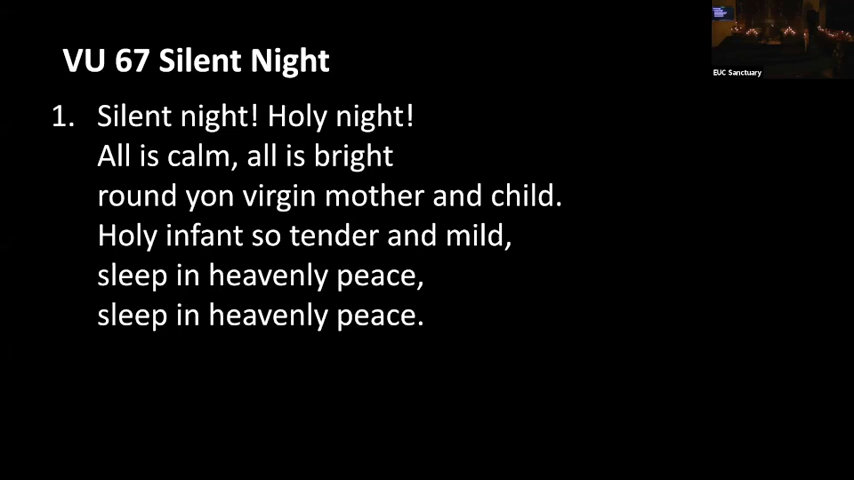 VU 67 Silent Night
1. Silent night! Holy night!
All is calm, all is bright
round yon virgin mother and child.
Holy infant so tender and mild,
sleep in heavenly peace,
sleep in heavenly peace.
EUC Sanctuary